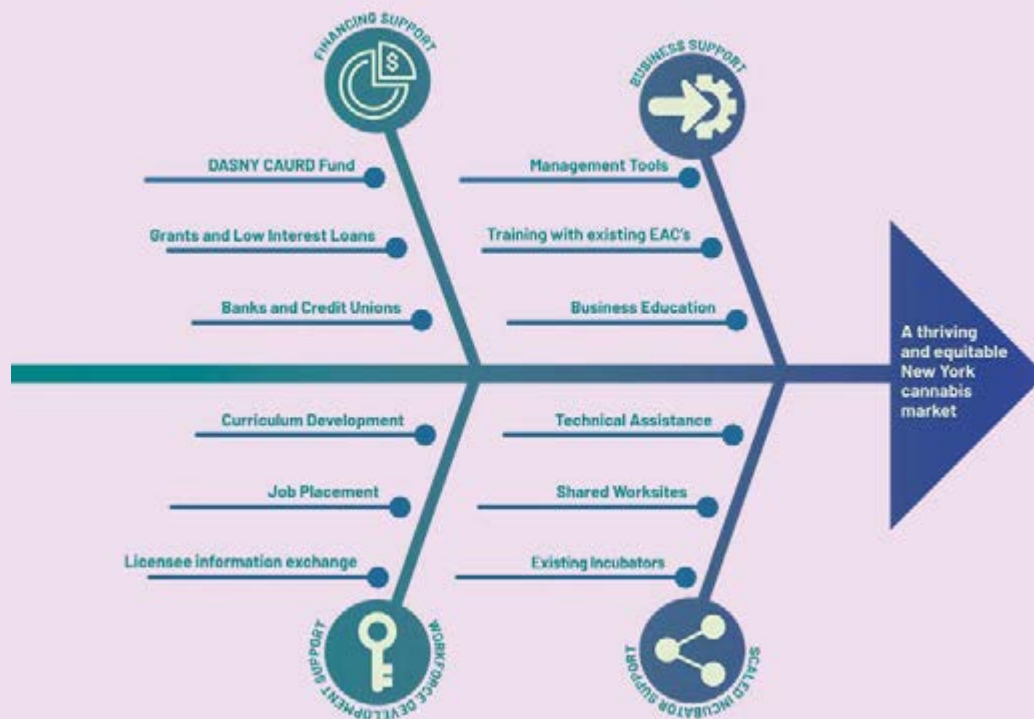 FINANCING SUPPORT
DASNY CAURD Fund
Grants and Low Interest Loans
Banks and Credit Unions
BUSINESS SUPPORT
Management Tools
Training with existing EAC's
Business Education
A thriving
and equitable
New York
cannabis
market
Curriculum Development
Job Placement
Licensee information exchange
WORKFORCE DEVELOPMENT SUPPORT
Technical Assistance
Shared Worksites
Existing Incubators
SCALED INCUBATOR SUPPORT